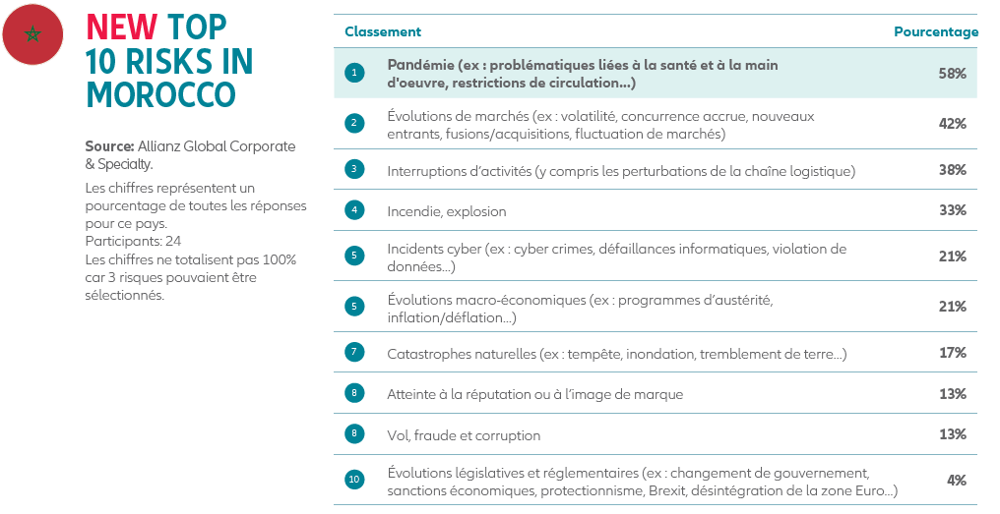 NEW TOP
10 RISKS IN
MOROCCO
Source: Allianz Global Corporate
& Specialty.
Les chiffres représentent un
pourcentage de toutes les réponses
pour ce pays.
Participants: 24
Les chiffres ne totalisent pas 100%
car 3 risques pouvaient être
sélectionnés.
Classement Pourcentage
1 Pandémie (ex : problématiques liées à la santé et à la main
d'oeuvre, restrictions de circulation...) 58%
2 Évolutions de marchés (ex : volatilité, concurrence accrue, nouveaux
entrants, fusions/acquisitions, fluctuation de marchés) 42%
3 Interruptions d'activités (y compris les perturbations de la chaîne logistique) 38%
4 Incendie, explosion 33%
5 Incidents cyber (ex : cyber crimes, défaillances informatiques, violation de
données...) 21%
5 Évolutions macro-économiques (ex : programmes d'austérité,
inflation/déflation...) 21%
7 Catastrophes naturelles (ex : tempête, inondation, tremblement de terre...) 17%
8 Atteinte à la réputation ou à l'image de marque 13%
8 Vol, fraude et corruption 13%
10 Évolutions législatives et réglementaires (ex : changement de gouvernement,
sanctions économiques, protectionnisme, Brexit, désintégration de la zone Euro...) 4%